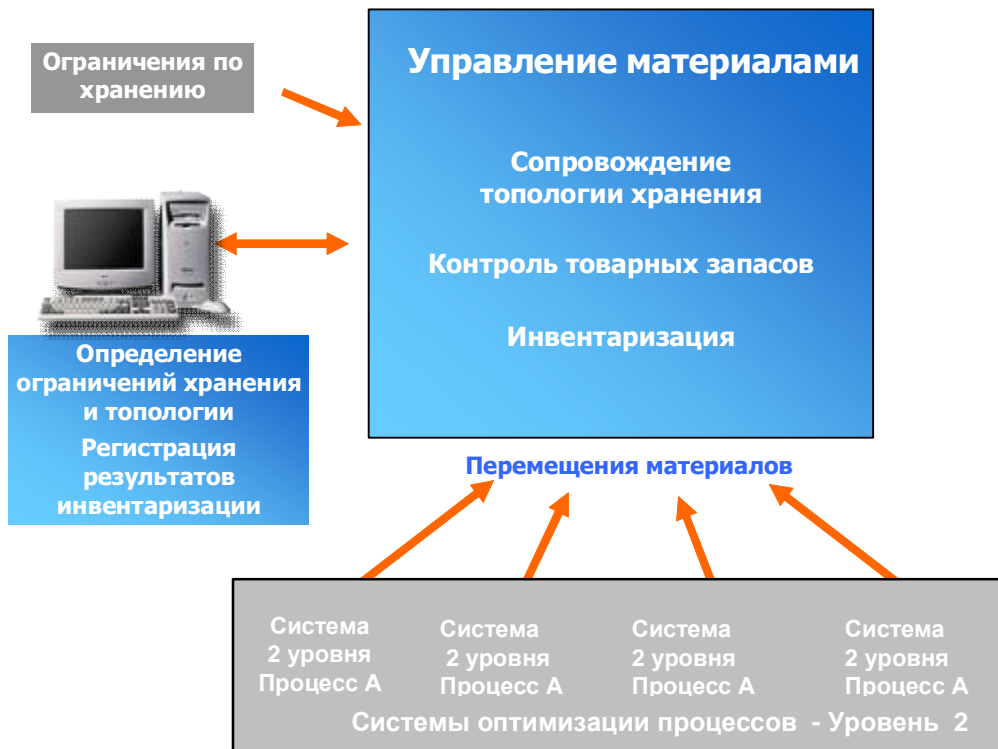 Ограничения по
хранению
Управление материалами
Сопровождение
топологии хранения
Контроль товарных запасов
Инвентаризация
Определение
ограничений хранения
и топологии
Регистрация
результатов
инвентаризации
Перемещения материалов
Система
2 уровня
Процесс А
Система
2 уровня
Процесс А
Система
2 уровня
Процесс А
Система
2 уровня
Процесс А
Системы оптимизации процессов - Уровень 2